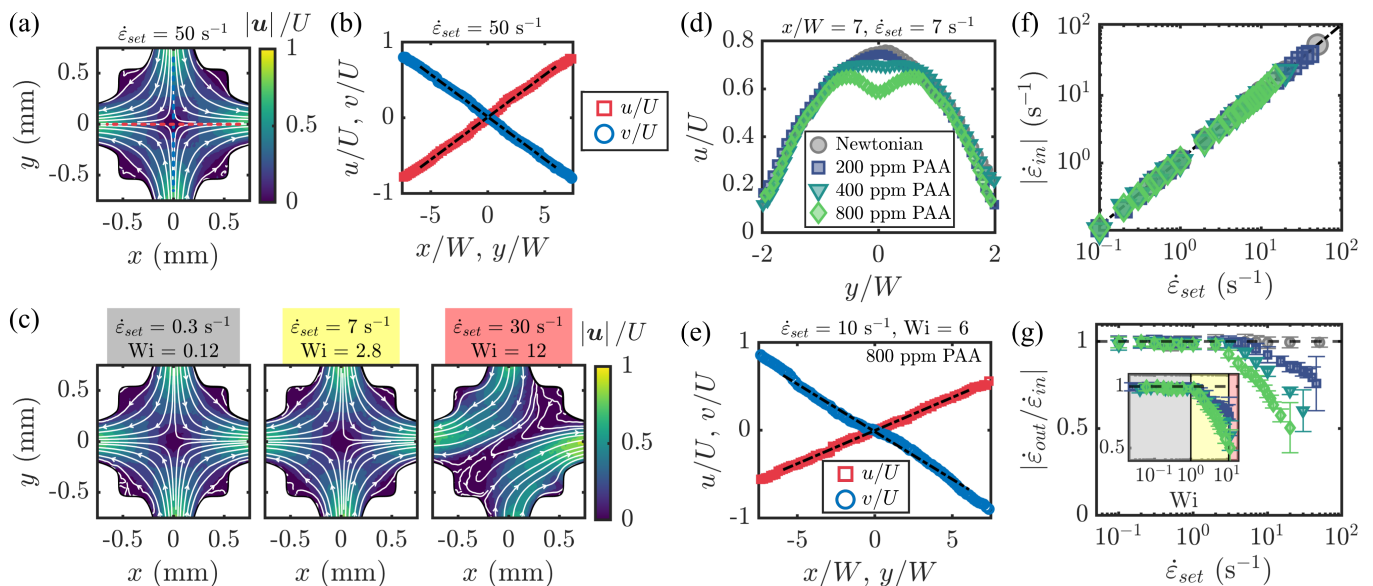 (a)
ε̇set = 50 s⁻¹
|u|/U
1
0.5
0
0.5
0
-0.5
y (mm)
-0.5 0 0.5
x (mm)
(b)
ε̇set = 50 s⁻¹
1
0
-1
u/U, v/U
-5 0 5
x/W, y/W
u/U
v/U
(c)
ε̇set = 0.3 s⁻¹
Wi = 0.12
ε̇set = 7 s⁻¹
Wi = 2.8
ε̇set = 30 s⁻¹
Wi = 12
|u|/U
1
0.5
0
0.5
0
-0.5
y (mm)
-0.5 0 0.5
x (mm)
-0.5 0 0.5
x (mm)
-0.5 0 0.5
x (mm)
(d)
x/W = 7, ε̇set = 7 s⁻¹
0.8
0.6
0.4
0.2
0
u/U
Newtonian
200 ppm PAA
400 ppm PAA
800 ppm PAA
-2 0 2
y/W
(e)
ε̇set = 10 s⁻¹, Wi = 6
800 ppm PAA
1
0
-1
u/U, v/U
u/U
v/U
-5 0 5
x/W, y/W
(f)
10²
10¹
10⁰
|ε̇in| (s⁻¹)
10⁻¹ 10⁰ 10¹ 10²
ε̇set (s⁻¹)
(g)
1
0.5
0
|ε̇out/ε̇in|
1
0.5
10⁻¹ 10⁰ 10¹
Wi
10⁻¹ 10⁰ 10¹ 10²
ε̇set (s⁻¹)